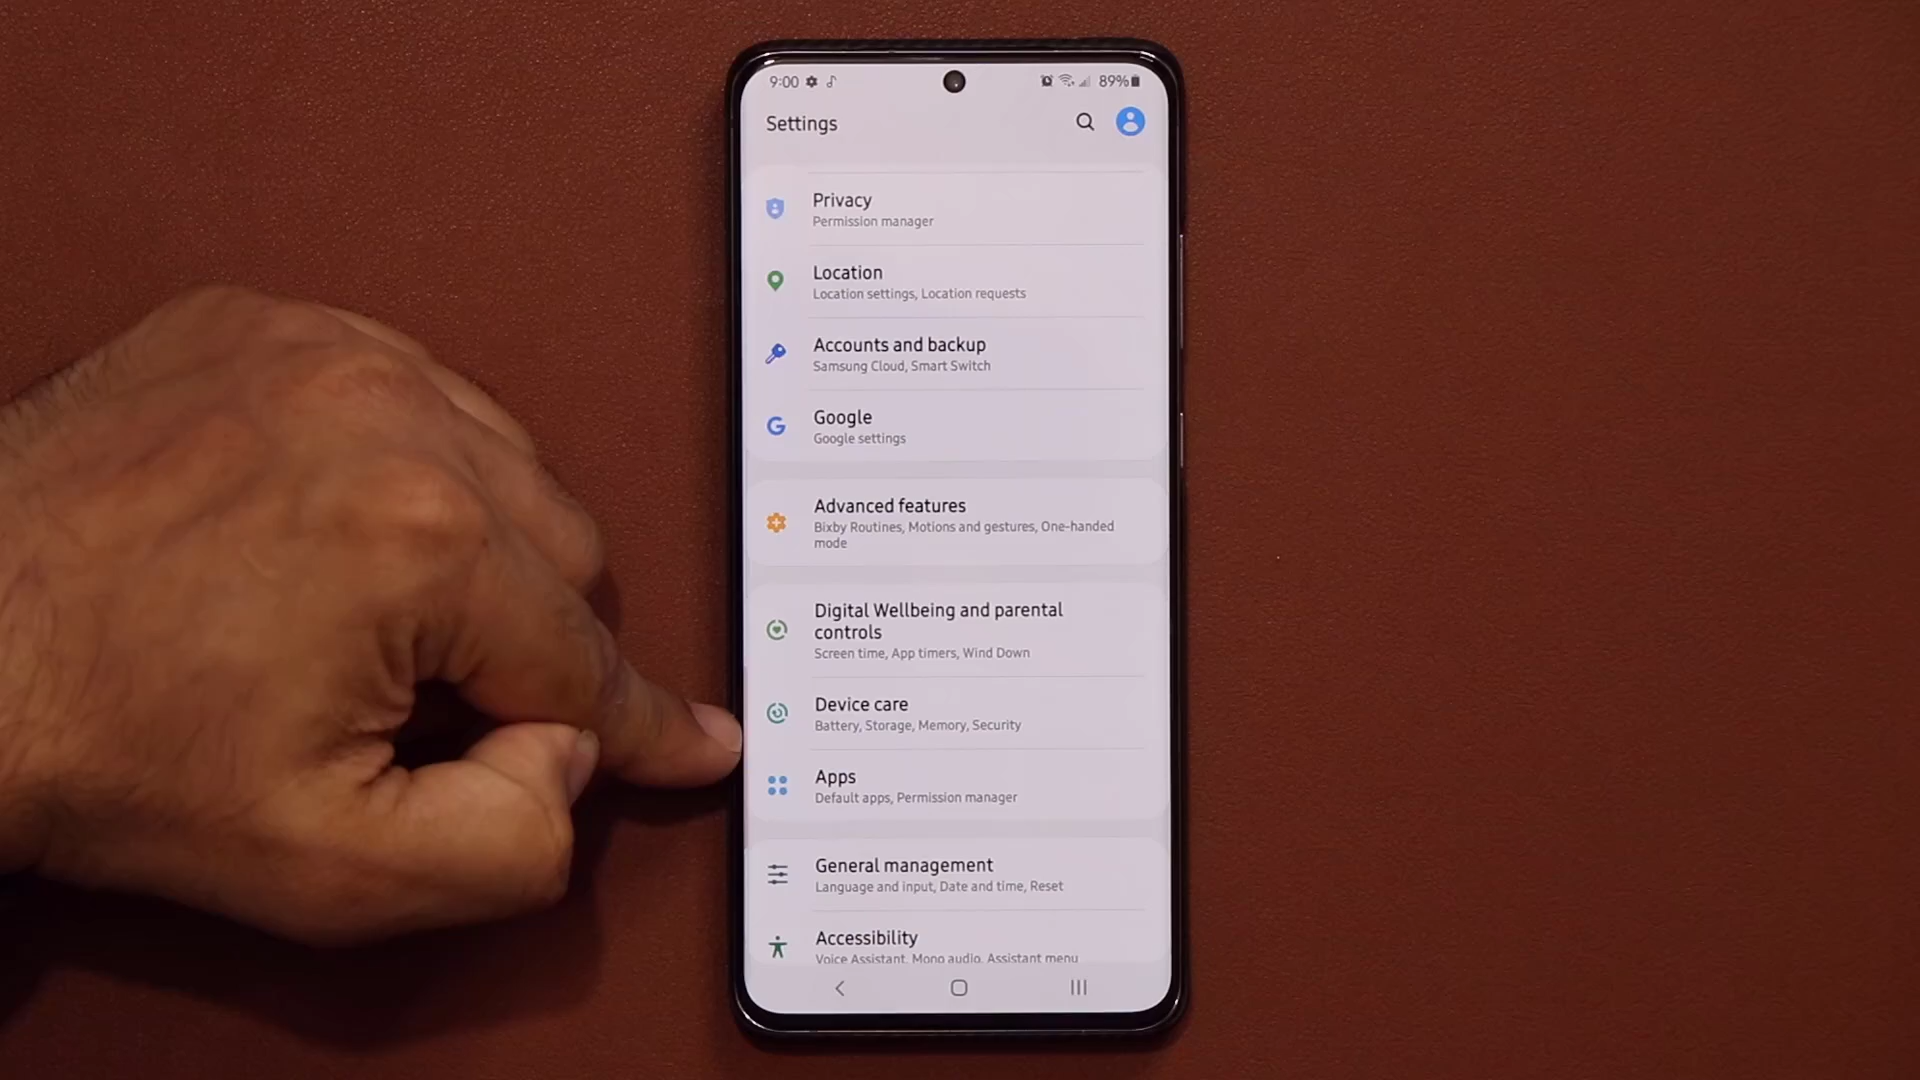 9:00
89%
Settings
Privacy
Permission manager
Location
Location settings, Location requests
Accounts and backup
Samsung Cloud, Smart Switch
Google
Google settings
Advanced features
Bixby Routines, Motions and gestures, One-handed
mode
Digital Wellbeing and parental
controls
Screen time, App timers, Wind Down
Device care
Battery, Storage, Memory, Security
Apps
Default apps, Permission manager
General management
Language and input, Date and time, Reset
Accessibility
Voice Assistant, Mono audio, Assistant menu